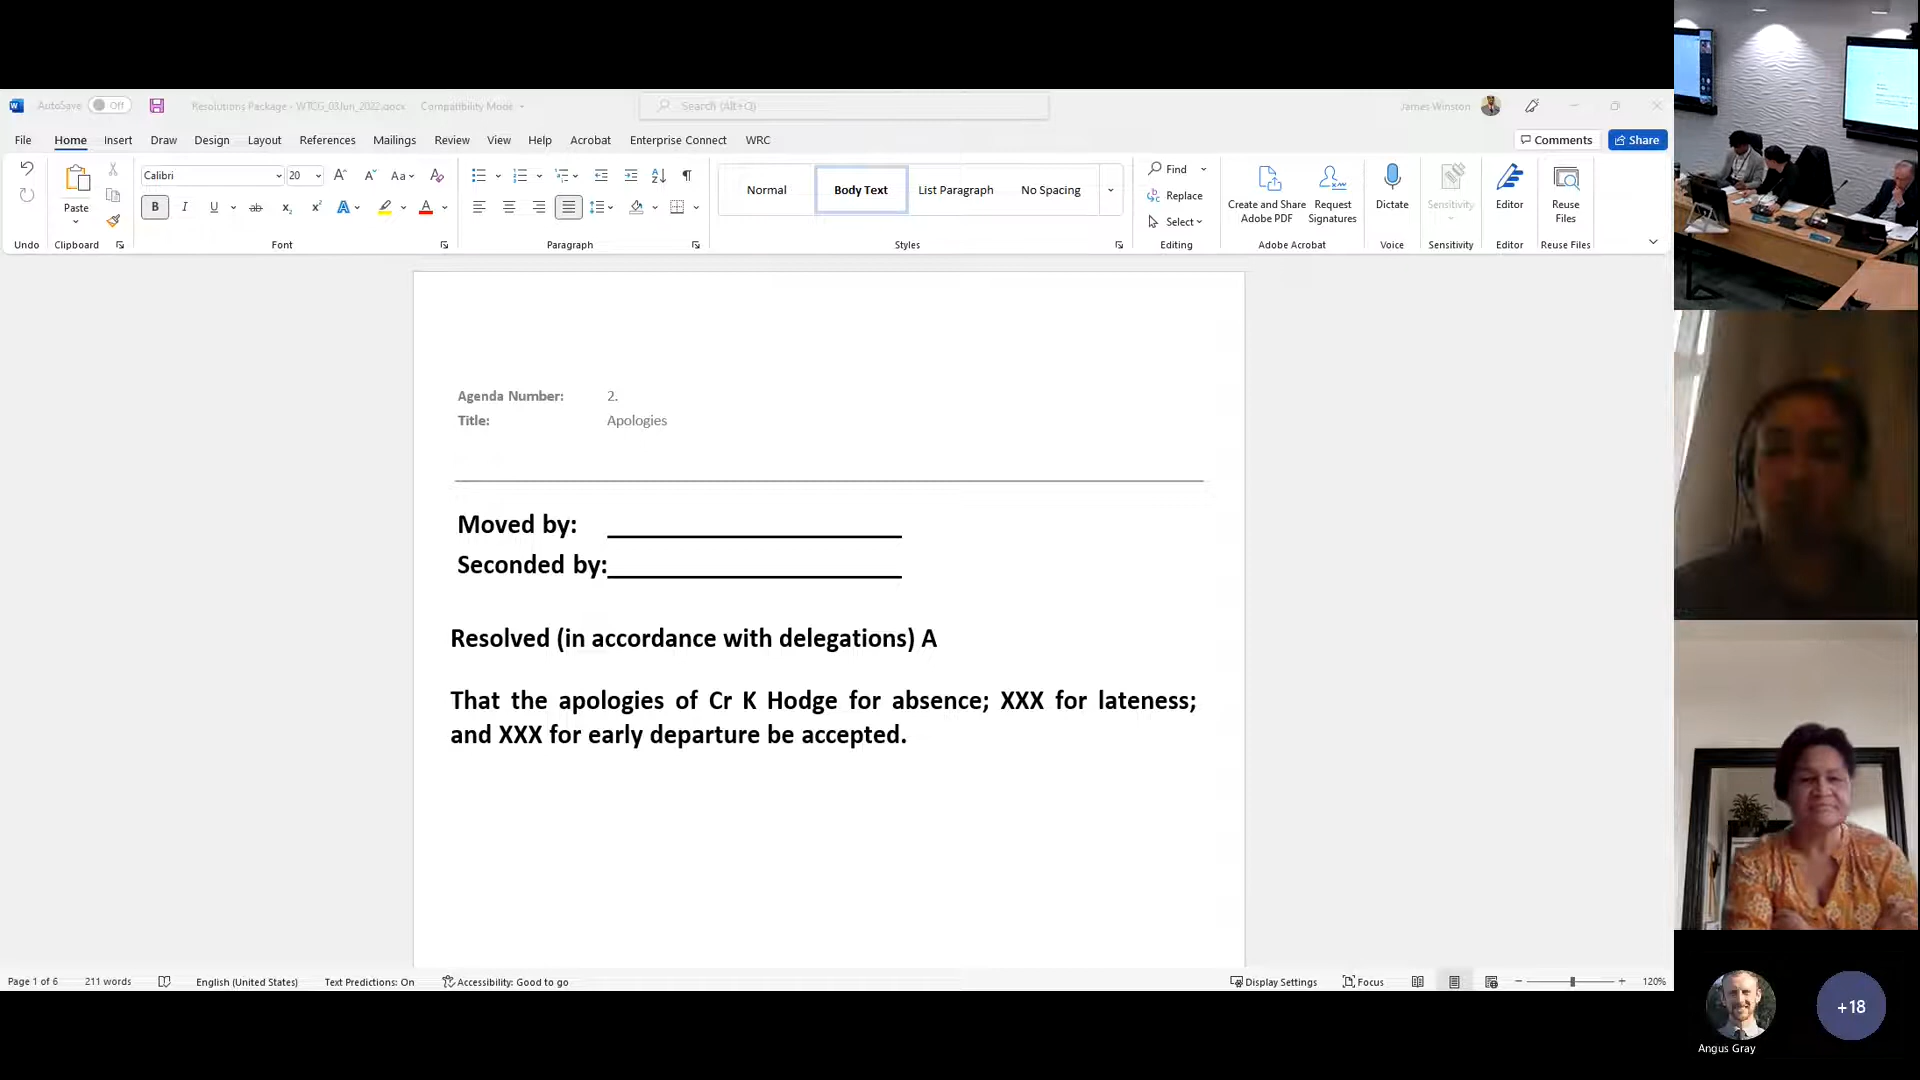 AutoSave Off Resolutions Package - WTCG_03Jun_2022.docx Compatibility Mode Search (Alt+Q) James Winston
File Home Insert Draw Design Layout References Mailings Review View Help Acrobat Enterprise Connect WRC Comments Share
Calibri 20 Aa
Normal Body Text List Paragraph No Spacing
Find
Replace
Select
Paste
B I U ab x₂ x² A A
Create and Share Adobe PDF
Request Signatures
Dictate
Sensitivity
Editor
Reuse Files
Undo Clipboard Font Paragraph Styles Editing Adobe Acrobat Voice Sensitivity Editor Reuse Files
Agenda Number: 2.
Title: Apologies
Moved by:
Seconded by:
Resolved (in accordance with delegations) A
That the apologies of Cr K Hodge for absence; XXX for lateness;
and XXX for early departure be accepted.
Page 1 of 6 211 words English (United States) Text Predictions: On Accessibility: Good to go Display Settings Focus 120%
+18
Angus Gray